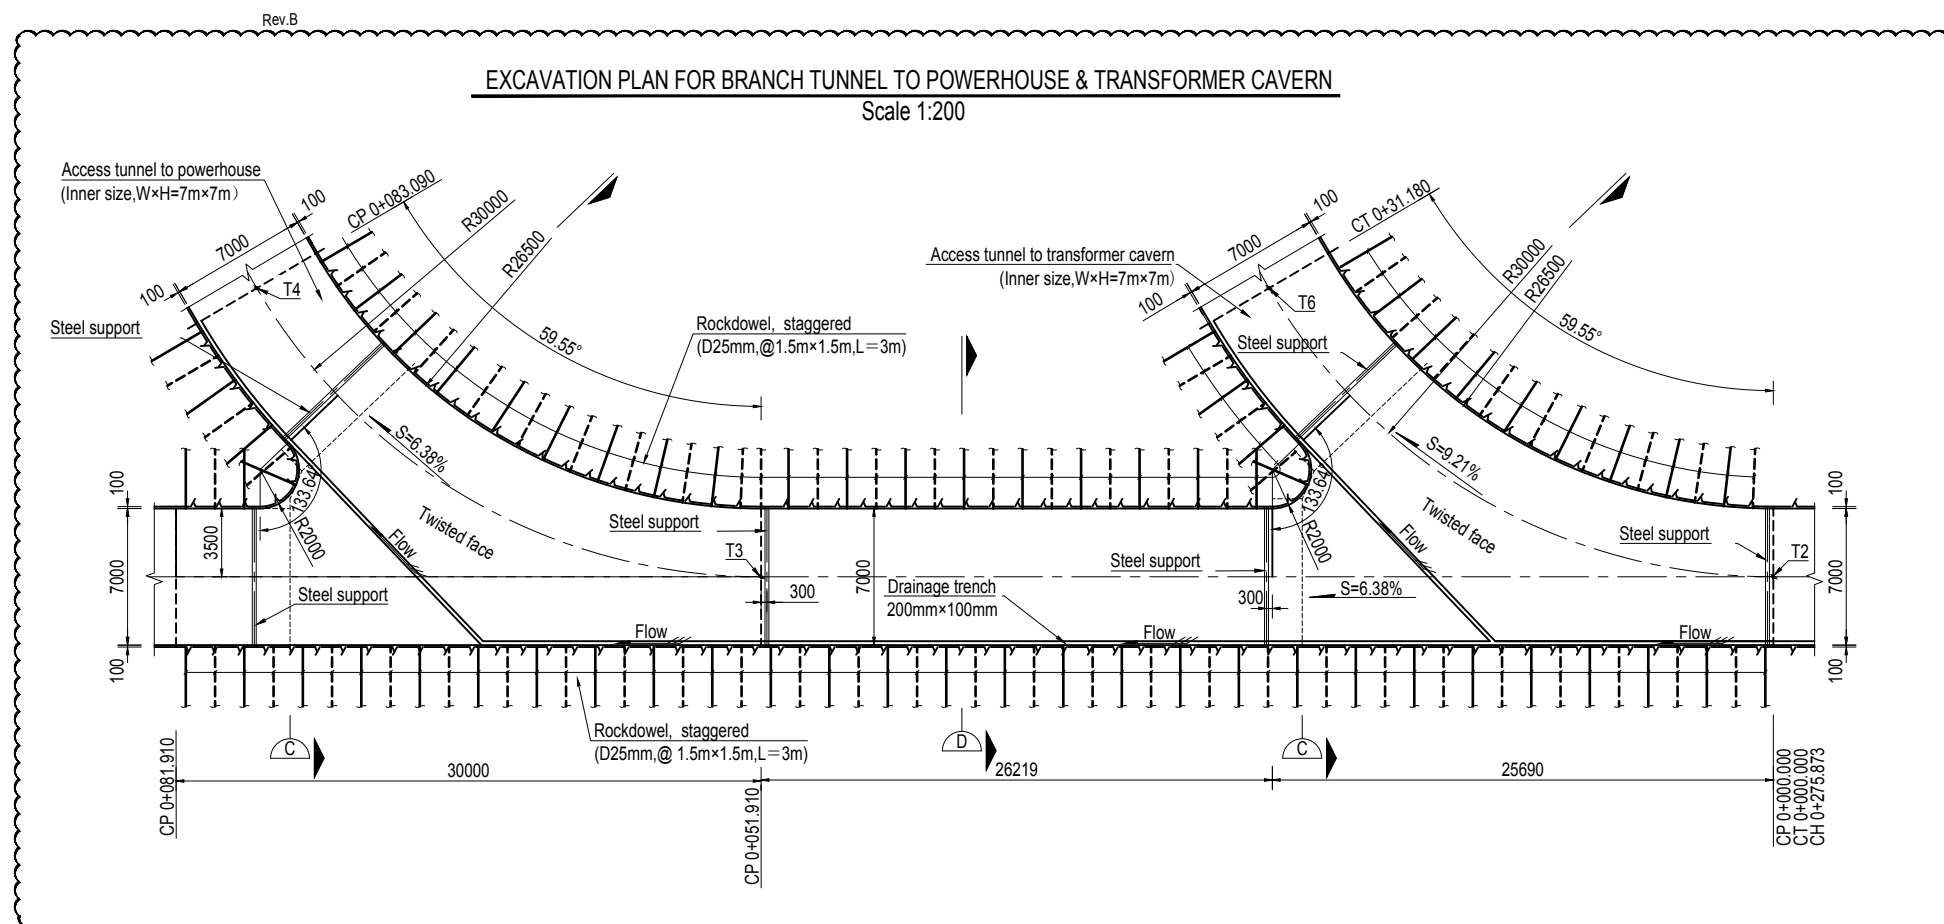 Rev.B
EXCAVATION PLAN FOR BRANCH TUNNEL TO POWERHOUSE & TRANSFORMER CAVERN
Scale 1:200
Access tunnel to powerhouse
(Inner size,W×H=7m×7m)
100
7000
100
CP 0+083.090
R30000
R26500
59.55°
T4
Steel support
Rockdowel, staggered
(D25mm,@1.5m×1.5m,L=3m)
S=6.38%
Twisted face
133.64
R2000
Flow
Steel support
T3
300
Steel support
100
3500
7000
100
7000
Access tunnel to transformer cavern
(Inner size,W×H=7m×7m)
100
7000
100
CT 0+31.180
R30000
R26500
59.55°
T6
Steel support
S=9.21%
Twisted face
133.64
R2000
Flow
Steel support
T2
Steel support
300
S=6.38%
Drainage trench
200mm×100mm
Flow
Flow
Flow
100
7000
100
Rockdowel, staggered
(D25mm,@ 1.5m×1.5m,L=3m)
C
D
C
30000
26219
25690
CP 0+081.910
CP 0+051.910
CP 0+000.000
CT 0+000.000
CH 0+275.873